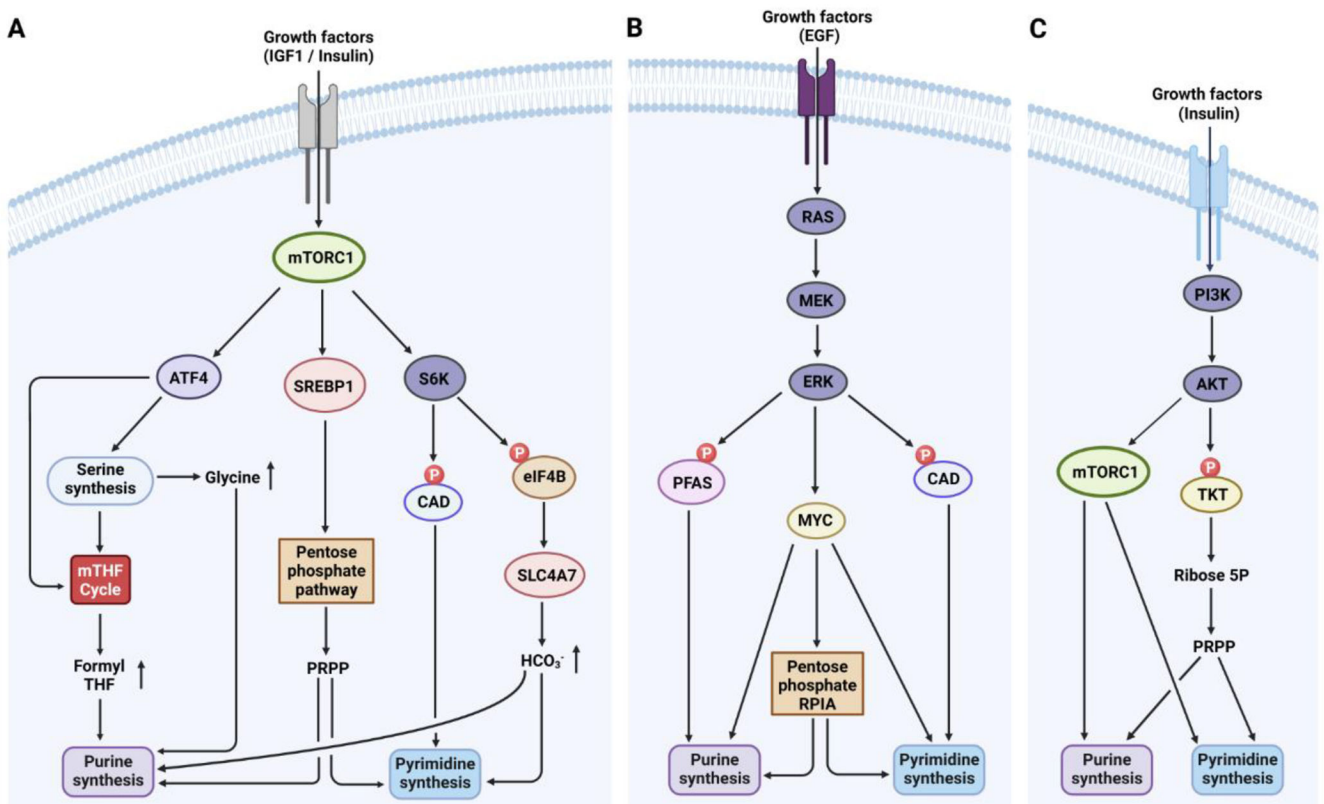 A
Growth factors
(IGF1 / Insulin)
mTORC1
ATF4
SREBP1
S6K
Serine
synthesis
Glycine
P
CAD
P
eIF4B
mTHF
Cycle
Pentose
phosphate
pathway
SLC4A7
Formyl
THF
PRPP
HCO₃⁻
Purine
synthesis
Pyrimidine
synthesis
B
Growth factors
(EGF)
RAS
MEK
ERK
P
PFAS
MYC
P
CAD
Pentose
phosphate
RPIA
Purine
synthesis
Pyrimidine
synthesis
C
Growth factors
(Insulin)
PI3K
AKT
mTORC1
P
TKT
Ribose 5P
PRPP
Purine
synthesis
Pyrimidine
synthesis